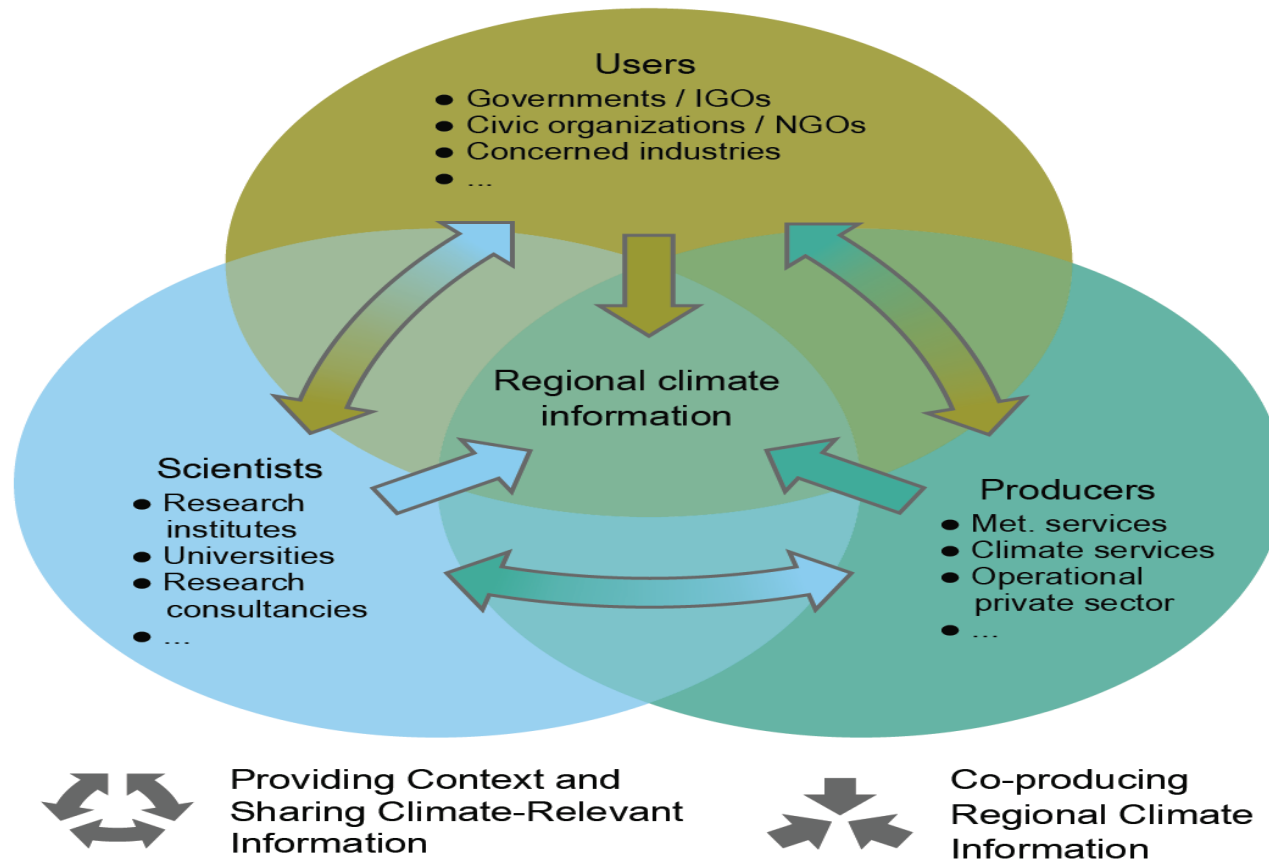 Users
● Governments / IGOs
● Civic organizations / NGOs
● Concerned industries
● ...
Regional climate
information
Scientists
● Research
institutes
● Universities
● Research
consultancies
● ...
Producers
● Met. services
● Climate services
● Operational
private sector
● ...
Providing Context and
Sharing Climate-Relevant
Information
Co-producing
Regional Climate
Information